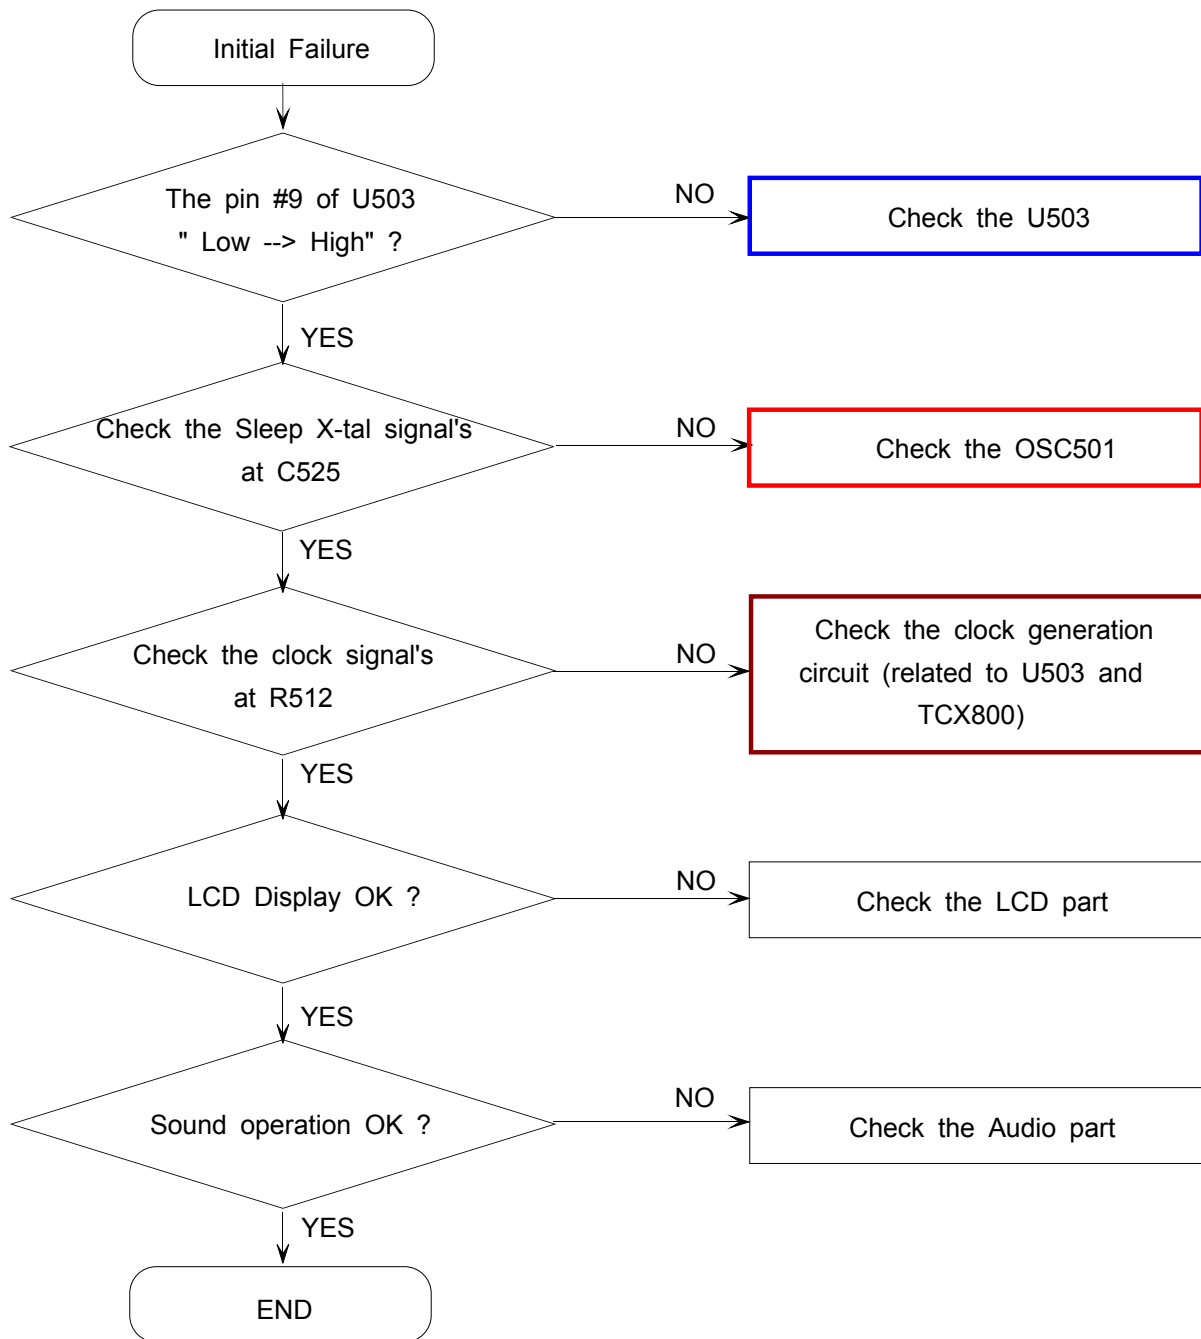 Initial Failure
The pin #9 of U503
" Low --> High" ?
NO
Check the U503
YES
Check the Sleep X-tal signal's
at C525
NO
Check the OSC501
YES
Check the clock signal's
at R512
NO
Check the clock generation
circuit (related to U503 and
TCX800)
YES
LCD Display OK ?
NO
Check the LCD part
YES
Sound operation OK ?
NO
Check the Audio part
YES
END